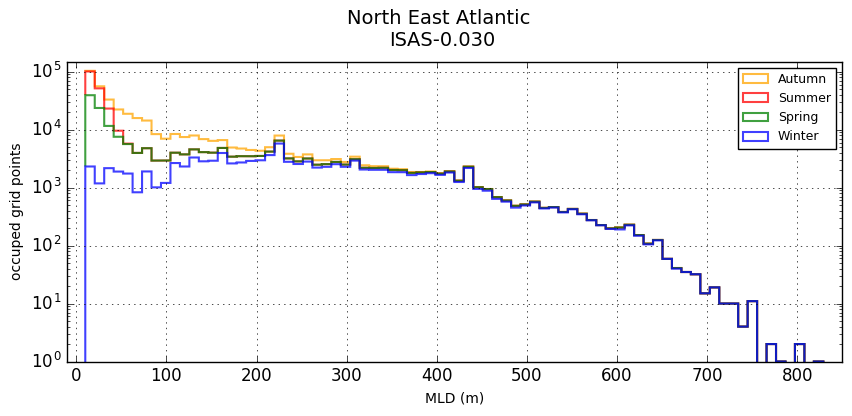 North East Atlantic
ISAS-0.030
occuped grid points
10^5
10^4
10^3
10^2
10^1
10^0
Autumn
Summer
Spring
Winter
0 100 200 300 400 500 600 700 800
MLD (m)